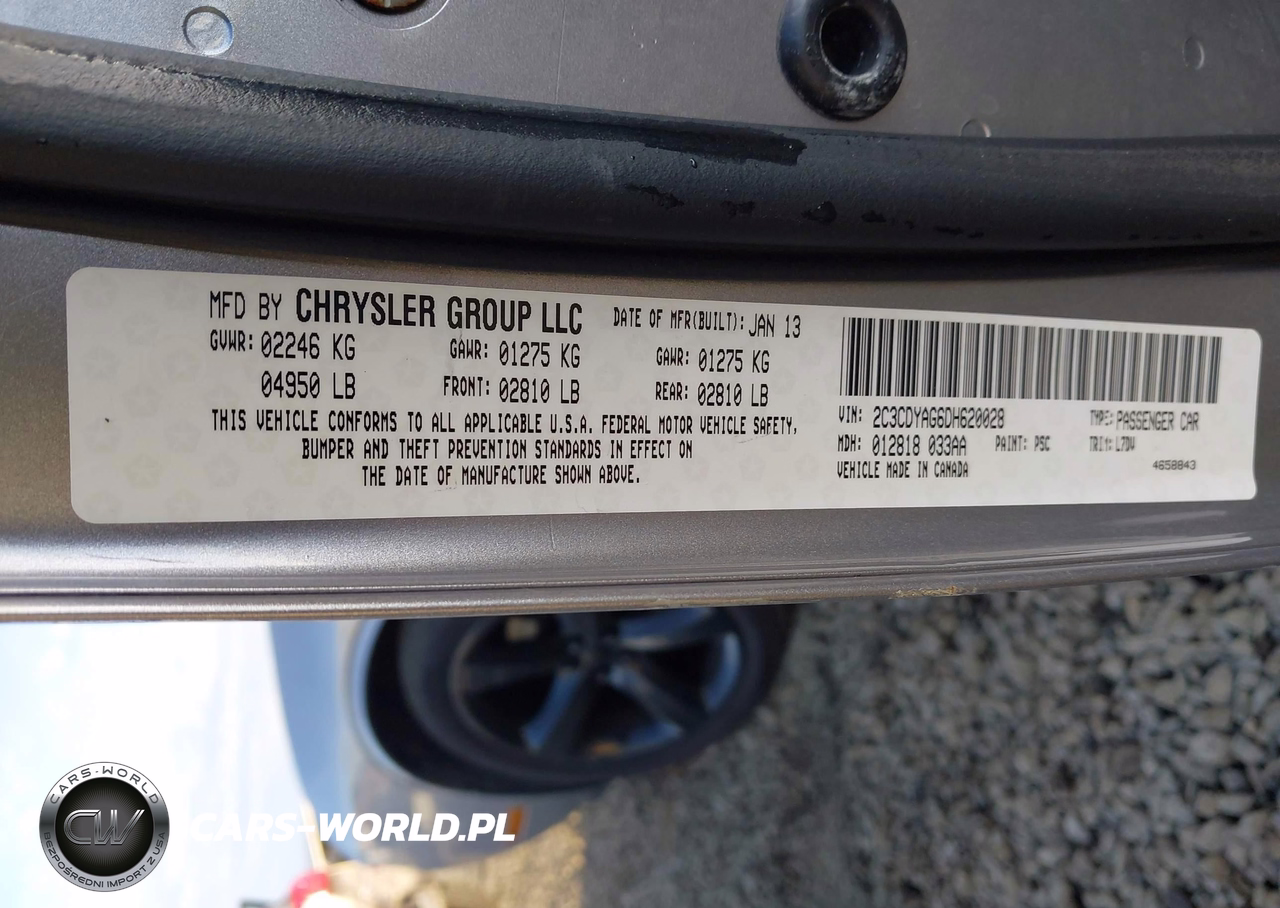 MFD BY CHRYSLER GROUP LLC DATE OF MFR(BUILT): JAN 13
GVWR: 02246 KG GAWR: 01275 KG GAWR: 01275 KG
04950 LB FRONT: 02810 LB REAR: 02810 LB
THIS VEHICLE CONFORMS TO ALL APPLICABLE U.S.A. FEDERAL MOTOR VEHICLE SAFETY,
BUMPER AND THEFT PREVENTION STANDARDS IN EFFECT ON
THE DATE OF MANUFACTURE SHOWN ABOVE.
VIN: 2C3CDYAG6DH620028 TYPE: PASSENGER CAR
MDH: 012818 033AA PAINT: PSC TRIM: L7DV
VEHICLE MADE IN CANADA 4658843
CARS-WORLD
CW
BEZPOŚREDNI IMPORT Z USA
CARS-WORLD.PL